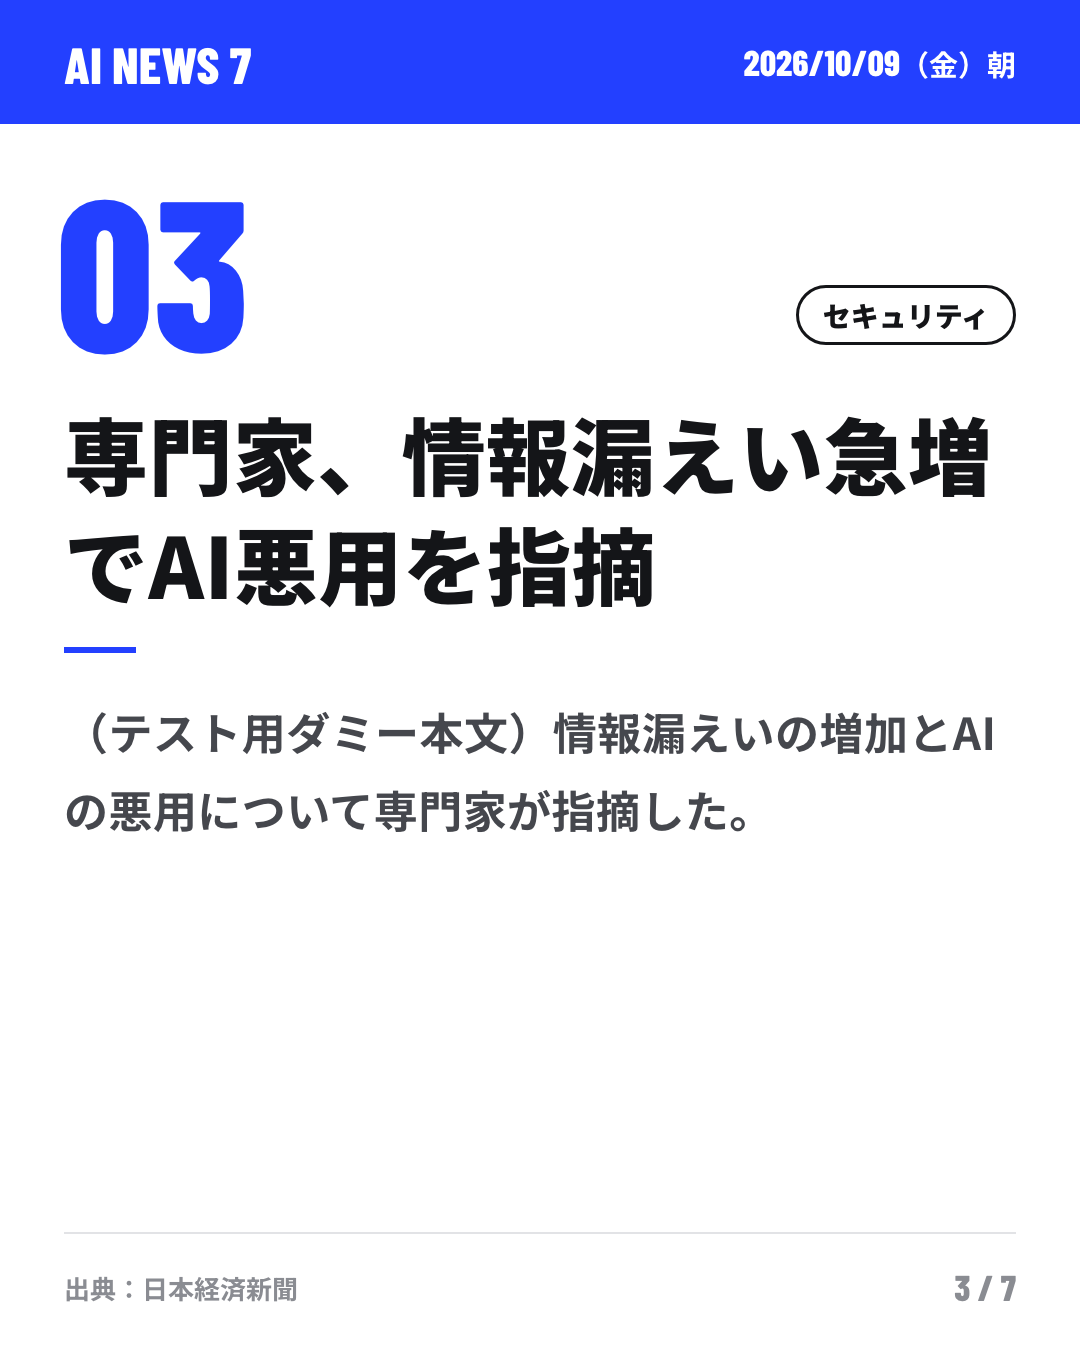 AI NEWS 7
2026/10/09（金）朝
03
セキュリティ
専門家、情報漏えい急増
でAI悪用を指摘
（テスト用ダミー本文）情報漏えいの増加とAI
の悪用について専門家が指摘した。
出典：日本経済新聞
3 / 7